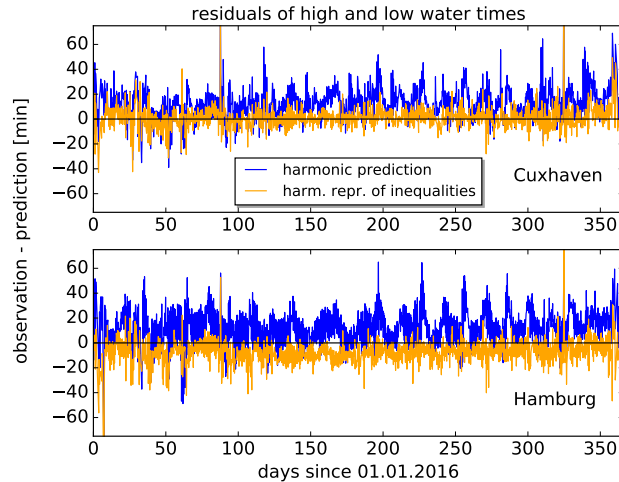 residuals of high and low water times
observation - prediction [min]
60
40
20
0
−20
−40
−60
harmonic prediction
harm. repr. of inequalities
Cuxhaven
0 50 100 150 200 250 300 350
60
40
20
0
−20
−40
−60
Hamburg
0 50 100 150 200 250 300 350
days since 01.01.2016